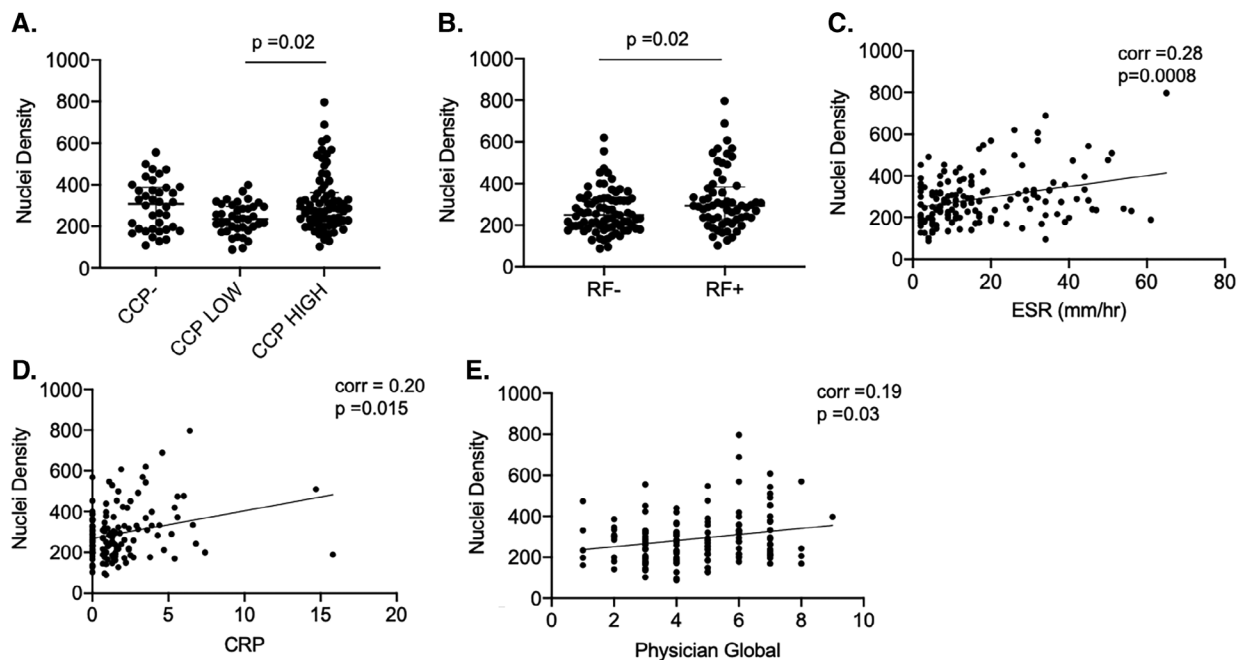 A.
p =0.02
Nuclei Density
1000
800
600
400
200
0
CCP-
CCP LOW
CCP HIGH
B.
p =0.02
Nuclei Density
1000
800
600
400
200
0
RF-
RF+
C.
corr =0.28
p=0.0008
Nuclei Density
1000
800
600
400
200
0
0 20 40 60 80
ESR (mm/hr)
D.
corr = 0.20
p =0.015
Nuclei Density
1000
800
600
400
200
0
0 5 10 15 20
CRP
E.
corr =0.19
p =0.03
Nuclei Density
1000
800
600
400
200
0
0 2 4 6 8 10
Physician Global